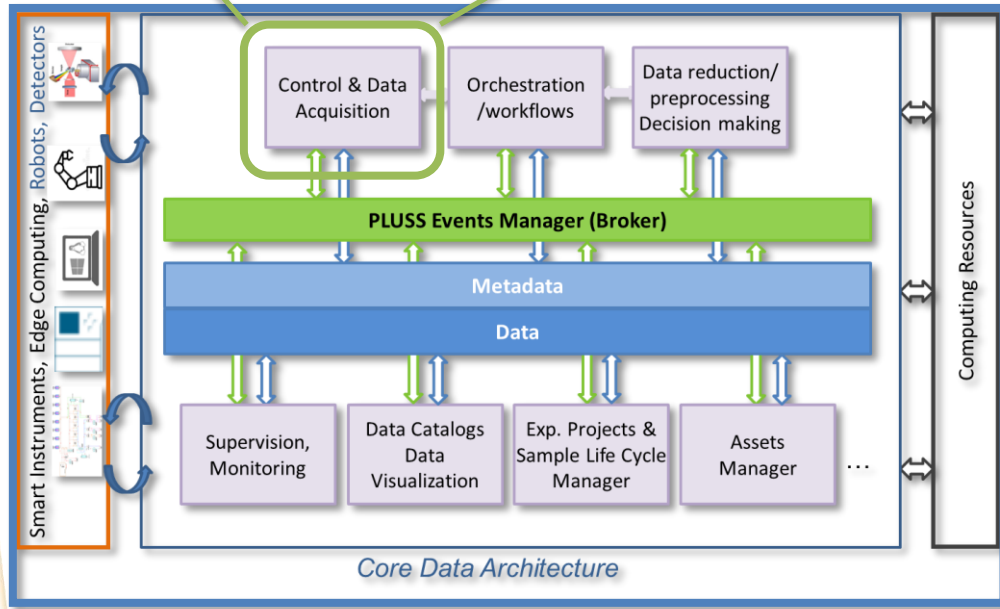 Smart Instruments, Edge Computing, Robots, Detectors
Control & Data
Acquisition
Orchestration
/workflows
Data reduction/
preprocessing
Decision making
PLUSS Events Manager (Broker)
Metadata
Data
Supervision,
Monitoring
Data Catalogs
Data
Visualization
Exp. Projects &
Sample Life Cycle
Manager
Assets
Manager
...
Core Data Architecture
Computing Resources